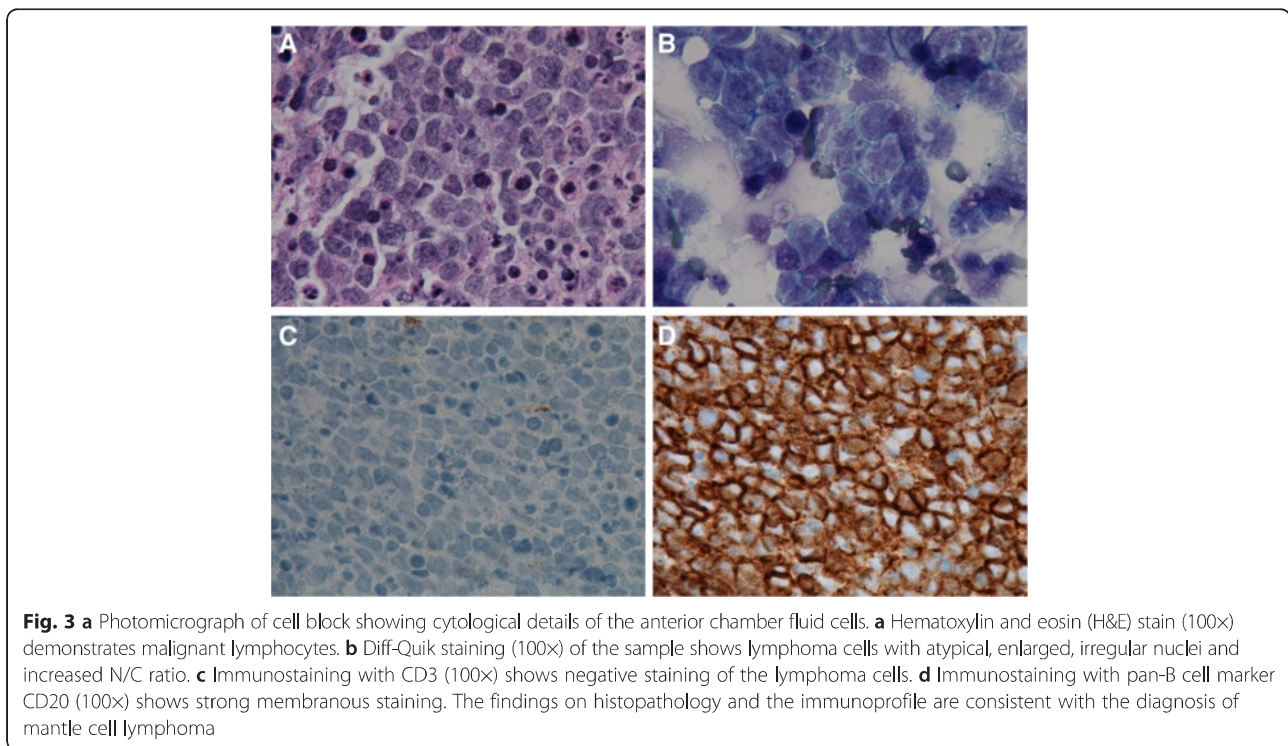 A
B
C
D
Fig. 3 a Photomicrograph of cell block showing cytological details of the anterior chamber fluid cells. a Hematoxylin and eosin (H&E) stain (100×)
demonstrates malignant lymphocytes. b Diff-Quik staining (100×) of the sample shows lymphoma cells with atypical, enlarged, irregular nuclei and
increased N/C ratio. c Immunostaining with CD3 (100×) shows negative staining of the lymphoma cells. d Immunostaining with pan-B cell marker
CD20 (100×) shows strong membranous staining. The findings on histopathology and the immunoprofile are consistent with the diagnosis of
mantle cell lymphoma